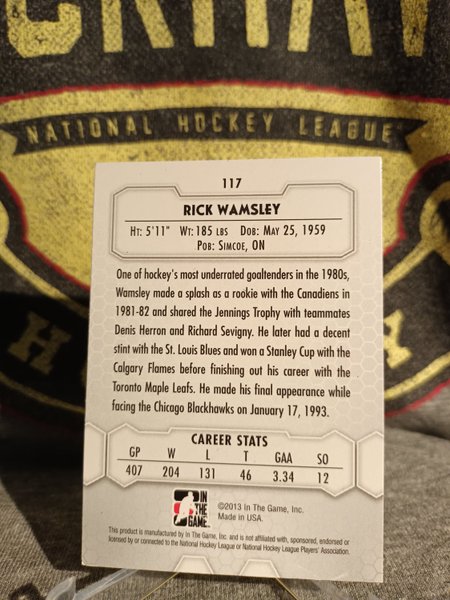 NATIONAL HOCKEY LEAGUE
117
RICK WAMSLEY
HT: 5'11" WT: 185 LBS DOB: MAY 25, 1959
POB: SIMCOE, ON
One of hockey's most underrated goaltenders in the 1980s,
Wamsley made a splash as a rookie with the Canadiens in
1981-82 and shared the Jennings Trophy with teammates
Denis Herron and Richard Sevigny. He later had a decent
stint with the St. Louis Blues and won a Stanley Cup with the
Calgary Flames before finishing out his career with the
Toronto Maple Leafs. He made his final appearance while
facing the Chicago Blackhawks on January 17, 1993.
CAREER STATS
GP W L T GAA SO
407 204 131 46 3.34 12
IN THE GAME
©2013 In The Game, Inc.
Made in USA.
This product is manufactured by In The Game, Inc. and is not affiliated with, sponsored, endorsed or
licensed by or connected to the National Hockey League or National Hockey League Players' Association.